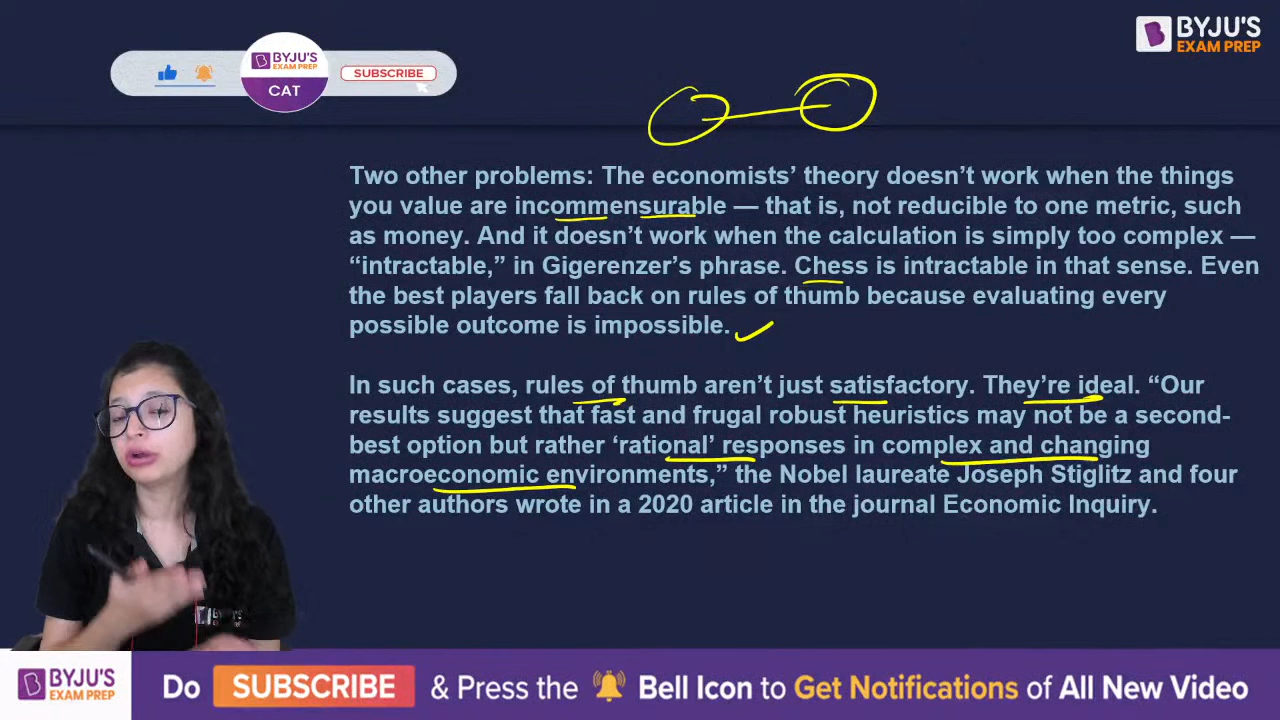 BYJU'S
EXAM PREP
BYJU'S
EXAM PREP
CAT
SUBSCRIBE
Two other problems: The economists' theory doesn't work when the things
you value are incommensurable — that is, not reducible to one metric, such
as money. And it doesn't work when the calculation is simply too complex —
“intractable,” in Gigerenzer's phrase. Chess is intractable in that sense. Even
the best players fall back on rules of thumb because evaluating every
possible outcome is impossible.
In such cases, rules of thumb aren't just satisfactory. They're ideal. “Our
results suggest that fast and frugal robust heuristics may not be a second-
best option but rather ‘rational’ responses in complex and changing
macroeconomic environments,” the Nobel laureate Joseph Stiglitz and four
other authors wrote in a 2020 article in the journal Economic Inquiry.
BYJU'S
EXAM PREP
Do SUBSCRIBE & Press the Bell Icon to Get Notifications of All New Video